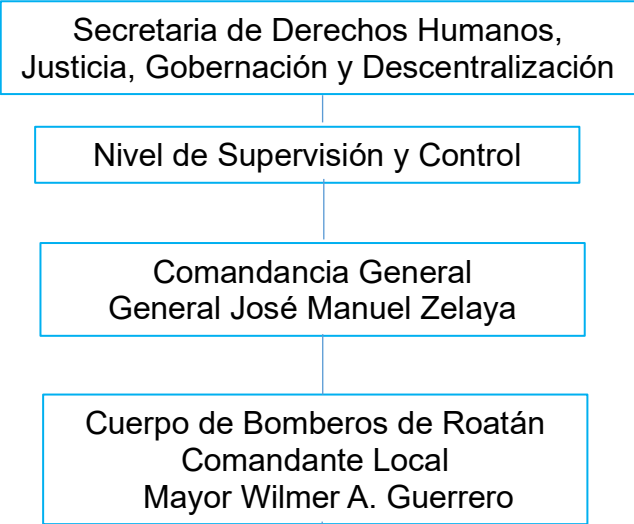 Secretaria de Derechos Humanos,
Justicia, Gobernación y Descentralización
Nivel de Supervisión y Control
Comandancia General
General José Manuel Zelaya
Cuerpo de Bomberos de Roatán
Comandante Local
Mayor Wilmer A. Guerrero